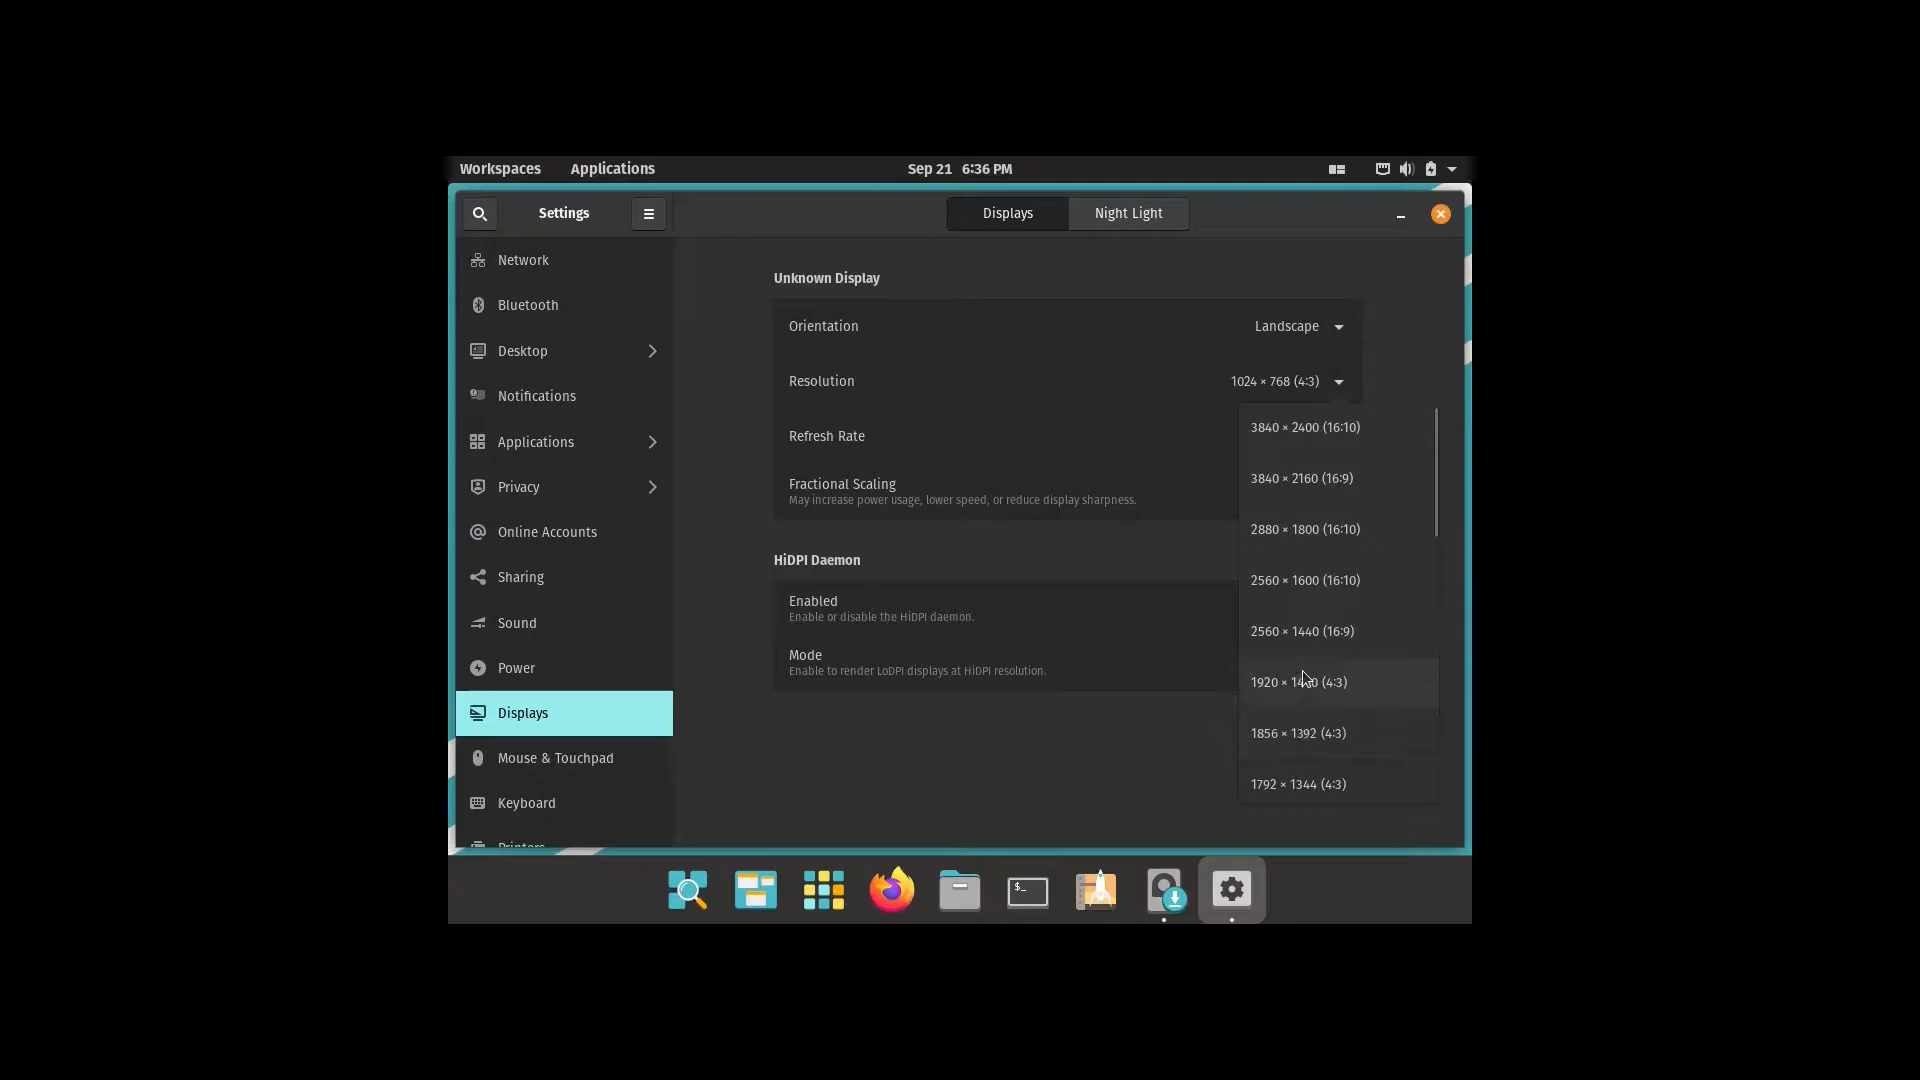 Workspaces Applications Sep 21 6:36 PM
Settings Displays Night Light
Network
Bluetooth
Desktop
Notifications
Applications
Privacy
Online Accounts
Sharing
Sound
Power
Displays
Mouse & Touchpad
Keyboard
Unknown Display
Orientation Landscape
Resolution 1024 × 768 (4:3)
Refresh Rate
Fractional Scaling
May increase power usage, lower speed, or reduce display sharpness.
HiDPI Daemon
Enabled
Enable or disable the HiDPI daemon.
Mode
Enable to render LoDPI displays at HiDPI resolution.
3840 × 2400 (16:10)
3840 × 2160 (16:9)
2880 × 1800 (16:10)
2560 × 1600 (16:10)
2560 × 1440 (16:9)
1920 × (4:3)
1856 × 1392 (4:3)
1792 × 1344 (4:3)
$_